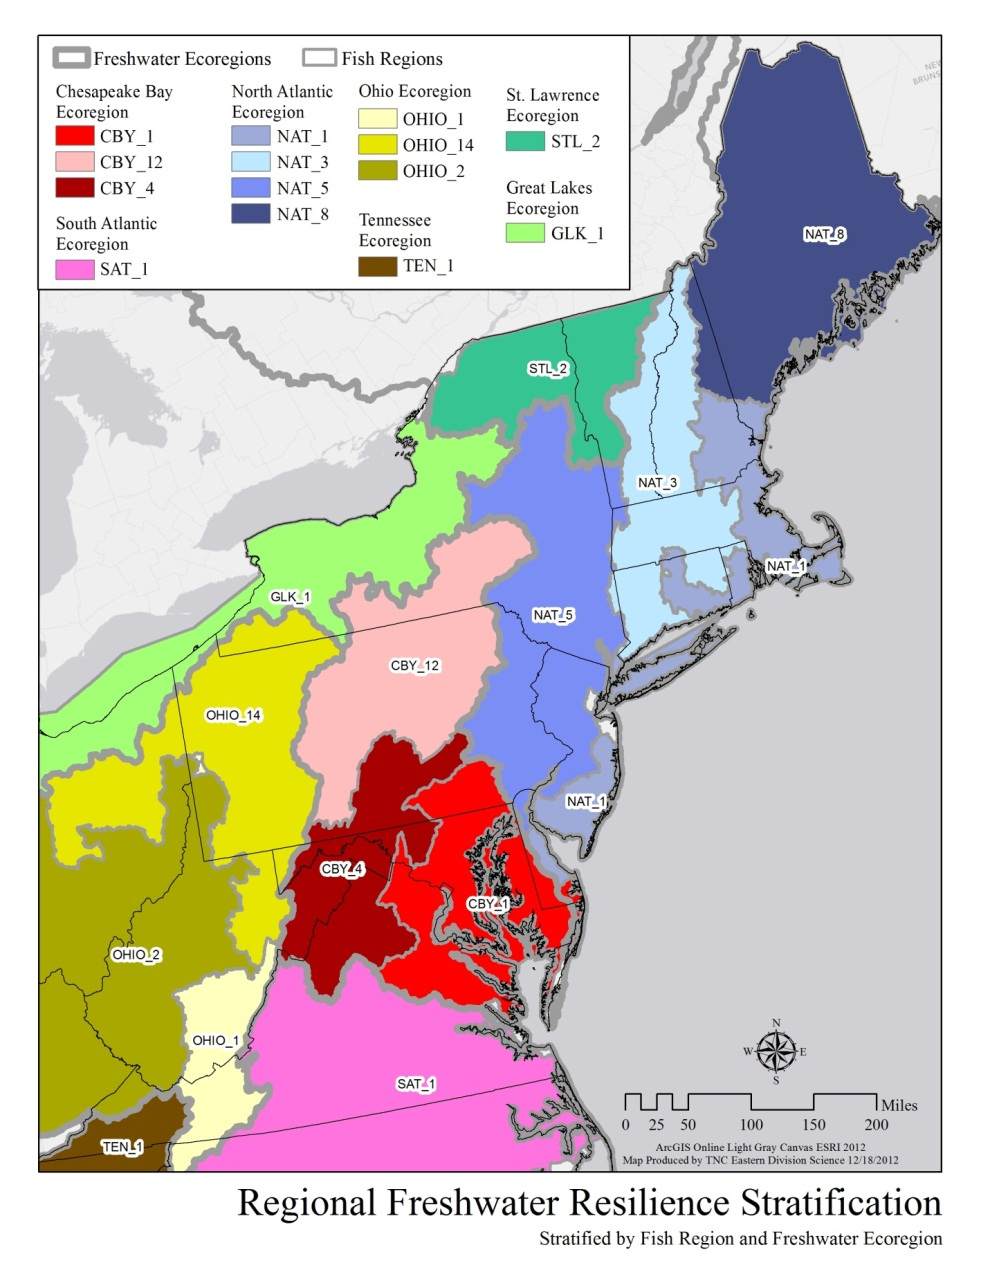 Freshwater Ecoregions
Fish Regions
Chesapeake Bay
Ecoregion
CBY_1
CBY_12
CBY_4
South Atlantic
Ecoregion
SAT_1
North Atlantic
Ecoregion
NAT_1
NAT_3
NAT_5
NAT_8
Ohio Ecoregion
OHIO_1
OHIO_14
OHIO_2
Tennessee
Ecoregion
TEN_1
St. Lawrence
Ecoregion
STL_2
Great Lakes
Ecoregion
GLK_1
NEW
BRUNS
NAT_8
STL_2
NAT_3
NAT_1
GLK_1
NAT_5
CBY_12
OHIO_14
NAT_1
CBY_4
CBY_1
OHIO_2
OHIO_1
SAT_1
TEN_1
N
W
E
S
Miles
0 25 50 100 150 200
ArcGIS Online Light Gray Canvas ESRI 2012
Map Produced by TNC Eastern Division Science 12/18/2012
Regional Freshwater Resilience Stratification
Stratified by Fish Region and Freshwater Ecoregion